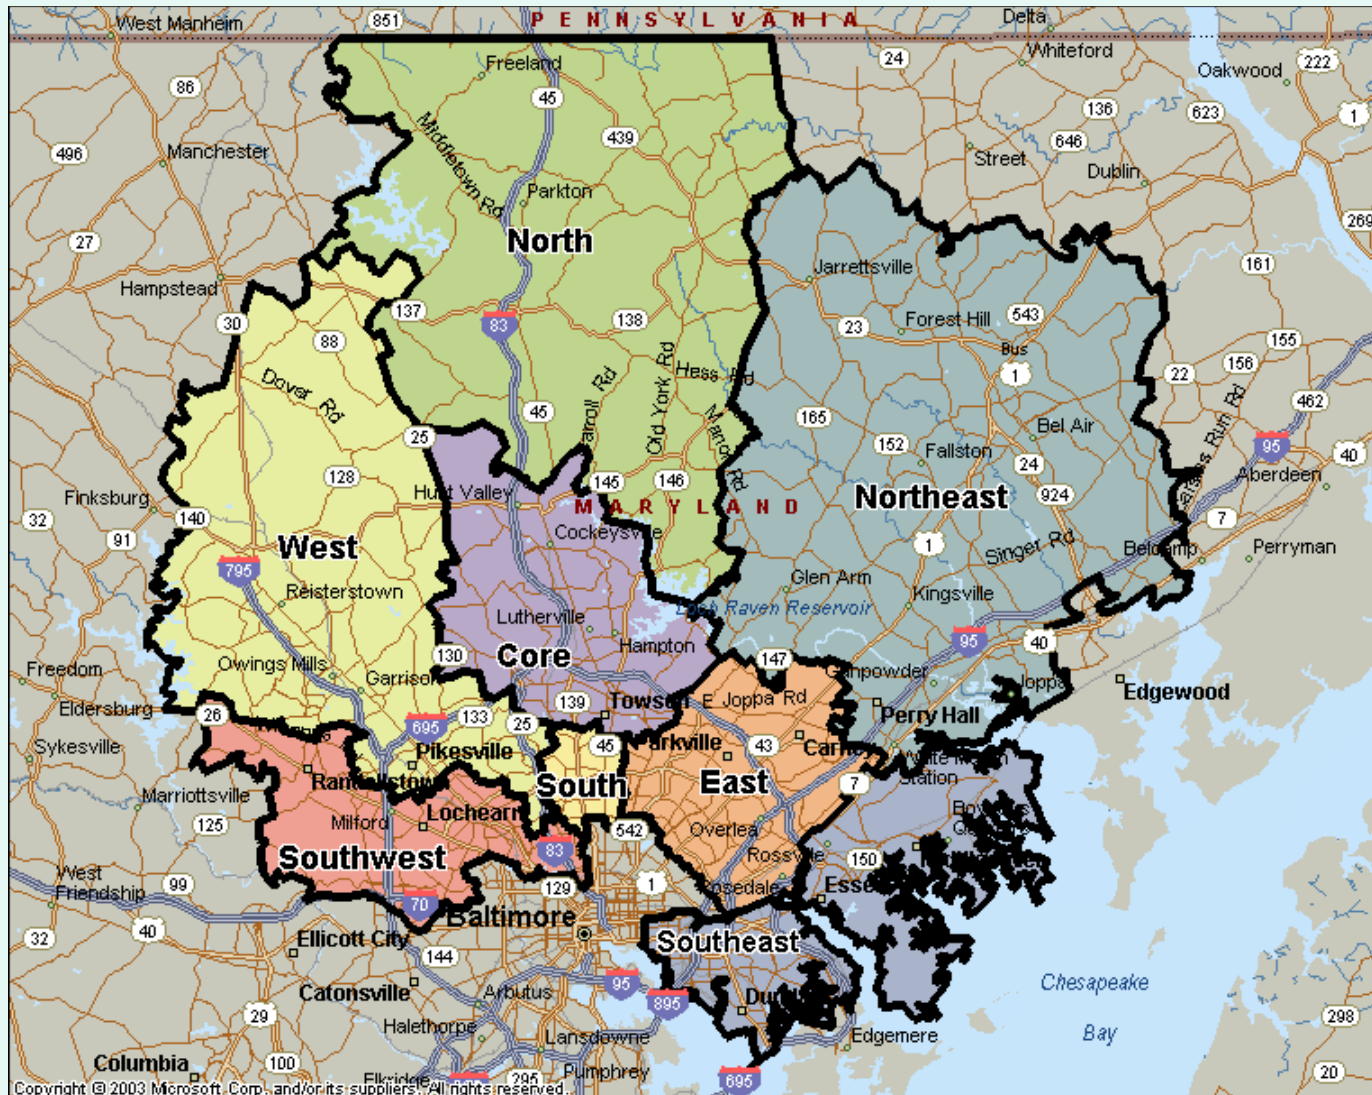 PENNSYLVANIA
West Manheim
851
Delta
Whiteford
24
222
Oakwood
Freeland
86
45
136
623
1
439
646
Middletown Rd
496
Manchester
Street
Dublin
Parkton
27
269
North
161
Jarrettsville
Hampstead
137
30
83
138
23
Forest Hill
543
88
155
Bus
1
156
22
Dover Rd
Old York Rd
Hess
45
165
462
Manor Rd
25
152
Bel Air
95
Fallston
24
40
128
145
146
924
Aberdeen
Finksburg
Hunt Valley
Northeast
32
140
MARYLAND
7
Cockeysville
91
West
1
Singer Rd
Belcamp
Perryman
795
Glen Arm
Reisterstown
Kingsville
Lutherville
Loch Raven Reservoir
95
40
Hampton
130
Core
147
Freedom
Owings Mills
Gunpowder
Garrison
Joppa
Edgewood
139
Towson
E Joppa Rd
Eldersburg
26
133
25
Perry Hall
695
Sykesville
45
43
Pikesville
Station
South
East
7
Marriottsville
Lochearn
Milford
125
542
Overlea
Southwest
83
Rossville
150
West
Friendship
99
129
1
70
Rosedale
Baltimore
32
40
Ellicott City
Southeast
144
Catonsville
95
895
Chesapeake
Arbutus
29
Halethorpe
Bay
298
Lansdowne
Edgemere
Columbia
100
Elkridge
295
Pumphrey
695
20
Copyright © 2003 Microsoft Corp. and/or its suppliers. All rights reserved.